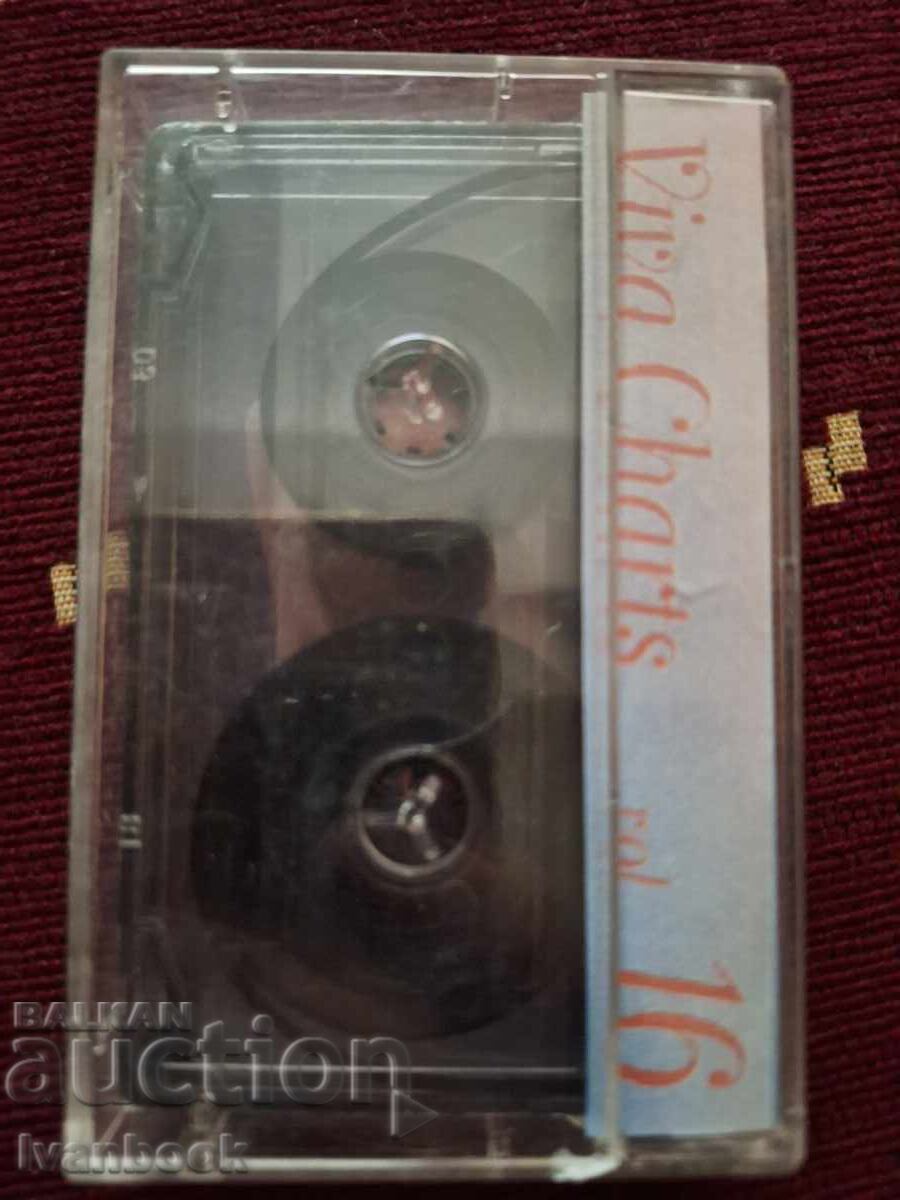 Viva Charts vol 16
BALKAN
auction
Ivanbook